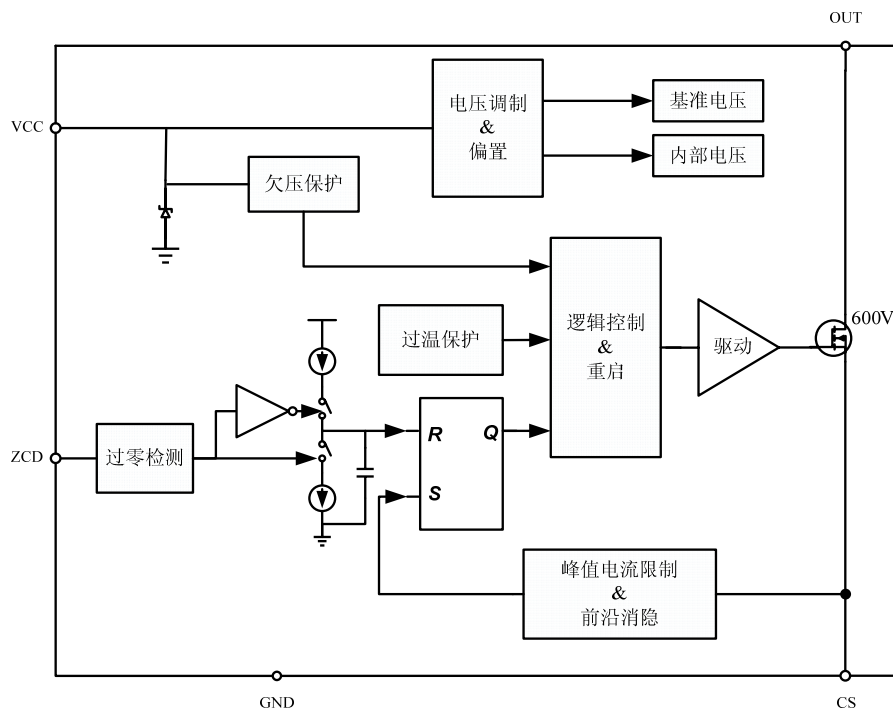 OUT
VCC
电压调制
&
偏置
基准电压
内部电压
欠压保护
过温保护
逻辑控制
&
重启
驱动
600V
ZCD
过零检测
R
Q
S
峰值电流限制
&
前沿消隐
GND
CS